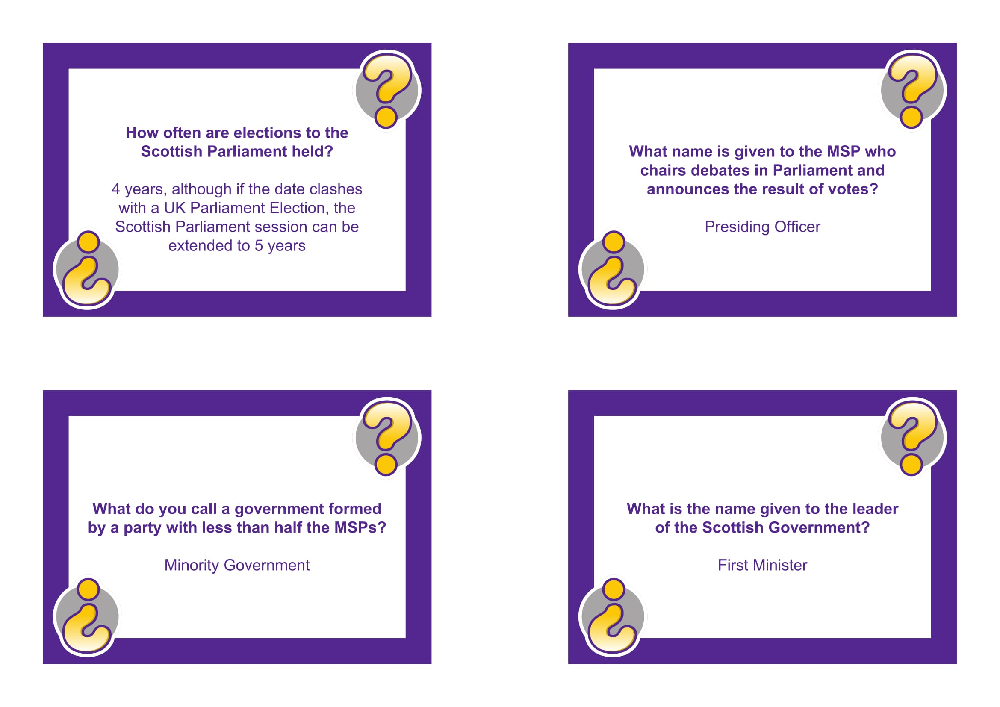 How often are elections to the
Scottish Parliament held?
4 years, although if the date clashes
with a UK Parliament Election, the
Scottish Parliament session can be
extended to 5 years
What name is given to the MSP who
chairs debates in Parliament and
announces the result of votes?
Presiding Officer
What do you call a government formed
by a party with less than half the MSPs?
Minority Government
What is the name given to the leader
of the Scottish Government?
First Minister